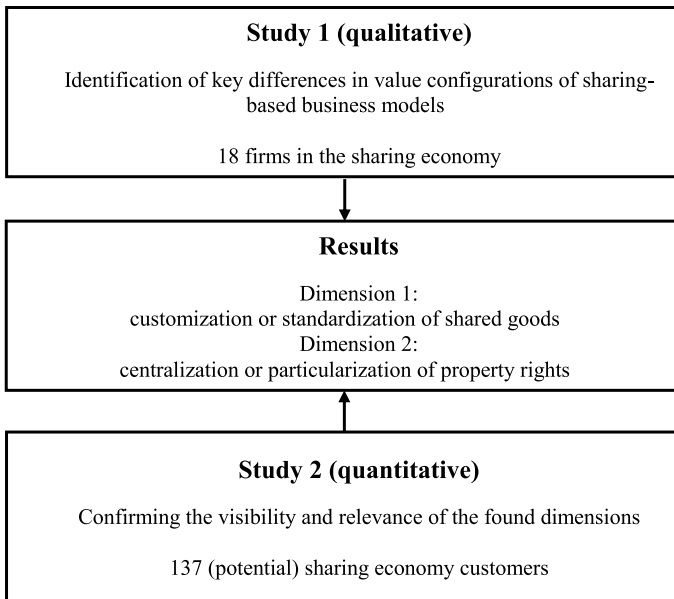 Study 1 (qualitative)
Identification of key differences in value configurations of sharing-
based business models
18 firms in the sharing economy
Results
Dimension 1:
customization or standardization of shared goods
Dimension 2:
centralization or particularization of property rights
Study 2 (quantitative)
Confirming the visibility and relevance of the found dimensions
137 (potential) sharing economy customers